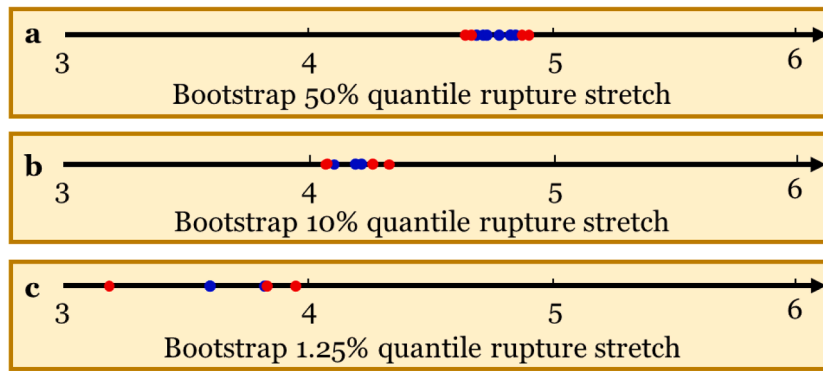 a
3 4 5 6
Bootstrap 50% quantile rupture stretch
b
3 4 5 6
Bootstrap 10% quantile rupture stretch
c
3 4 5 6
Bootstrap 1.25% quantile rupture stretch